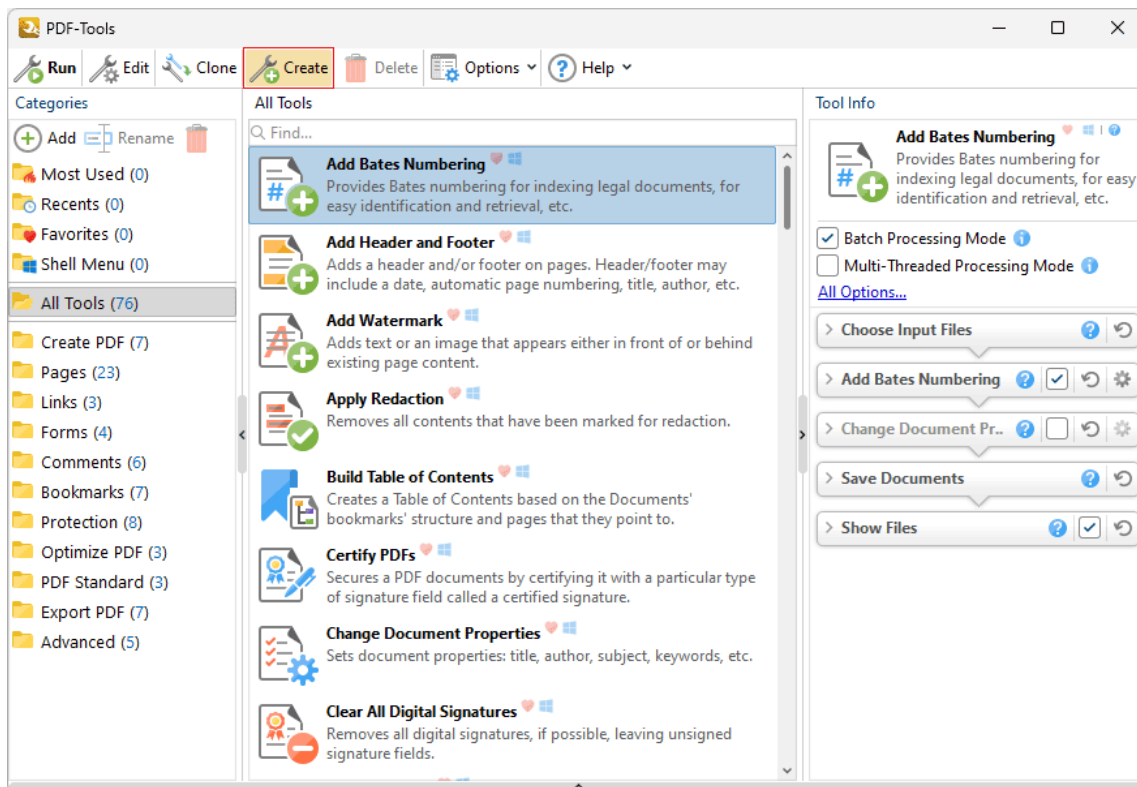 PDF-Tools
Run Edit Clone Create Delete Options Help
Categories
Add Rename
Most Used (0)
Recents (0)
Favorites (0)
Shell Menu (0)
All Tools (76)
Create PDF (7)
Pages (23)
Links (3)
Forms (4)
Comments (6)
Bookmarks (7)
Protection (8)
Optimize PDF (3)
PDF Standard (3)
Export PDF (7)
Advanced (5)
All Tools
Find...
Add Bates Numbering
Provides Bates numbering for indexing legal documents, for
easy identification and retrieval, etc.
Add Header and Footer
Adds a header and/or footer on pages. Header/footer may
include a date, automatic page numbering, title, author, etc.
Add Watermark
Adds text or an image that appears either in front of or behind
existing page content.
Apply Redaction
Removes all contents that have been marked for redaction.
Build Table of Contents
Creates a Table of Contents based on the Documents'
bookmarks' structure and pages that they point to.
Certify PDFs
Secures a PDF documents by certifying it with a particular type
of signature field called a certified signature.
Change Document Properties
Sets document properties: title, author, subject, keywords, etc.
Clear All Digital Signatures
Removes all digital signatures, if possible, leaving unsigned
signature fields.
Tool Info
Add Bates Numbering
Provides Bates numbering for
indexing legal documents, for easy
identification and retrieval, etc.
Batch Processing Mode
Multi-Threaded Processing Mode
All Options...
Choose Input Files
Add Bates Numbering
Change Document Pr..
Save Documents
Show Files